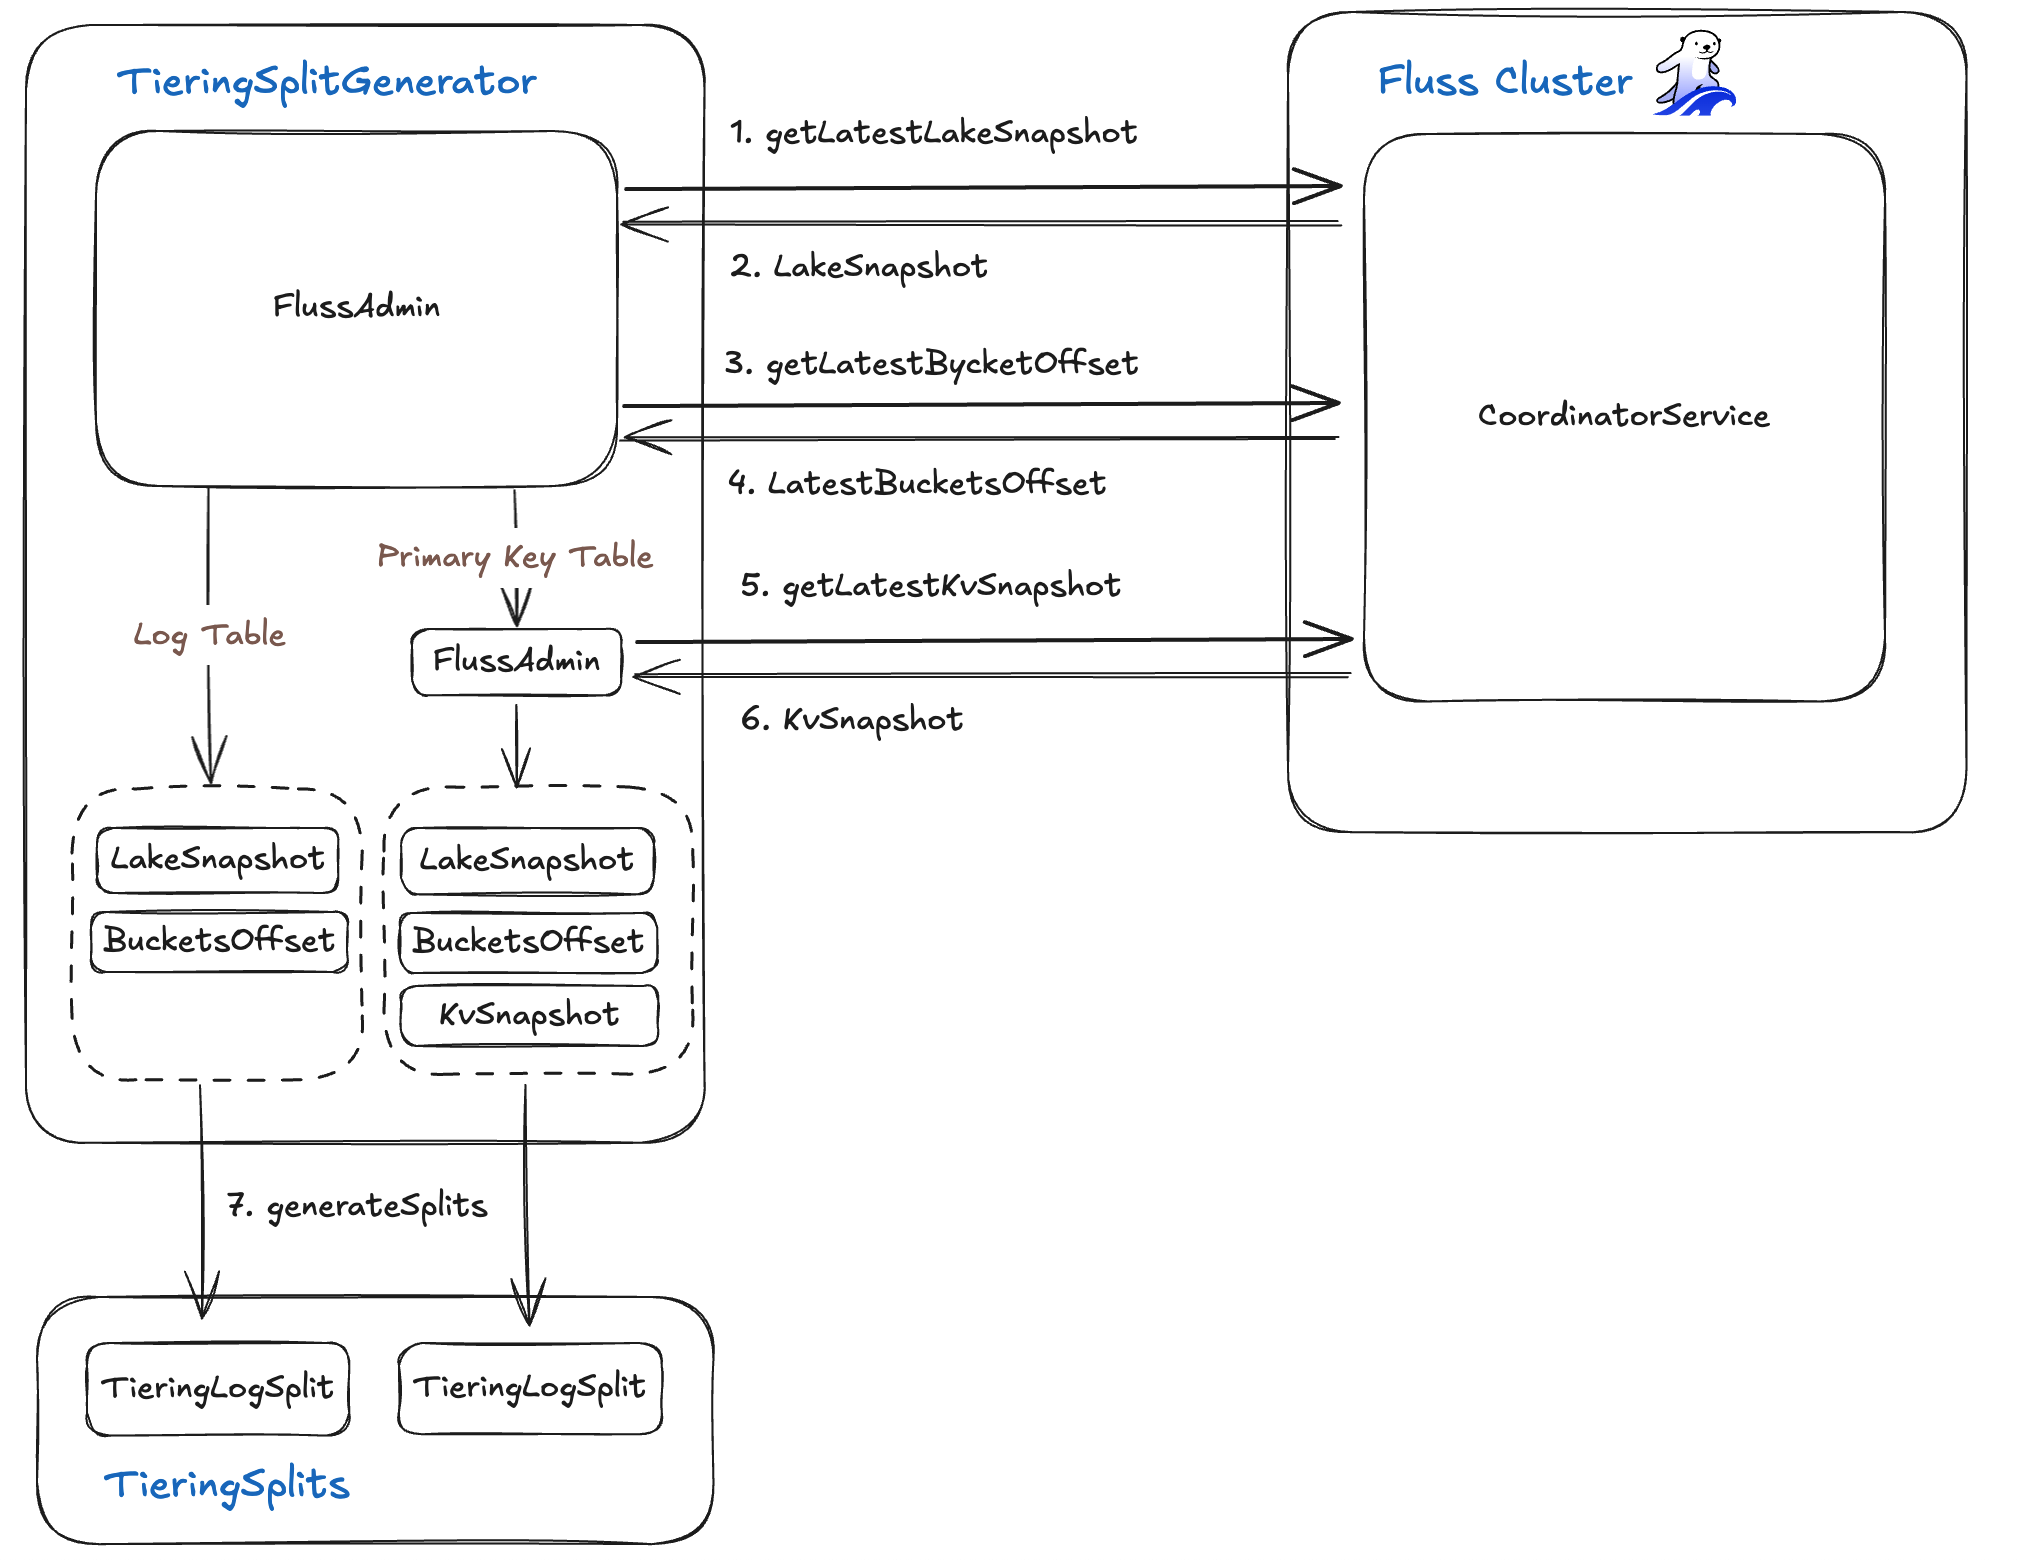 TieringSplitGenerator
Fluss Cluster
1. getLatestLakeSnapshot
2. LakeSnapshot
FlussAdmin
3. getLatestBycketOffset
CoordinatorService
4. LatestBucketsOffset
Primary Key Table
5. getLatestKvSnapshot
Log Table
FlussAdmin
6. KvSnapshot
LakeSnapshot
BucketsOffset
LakeSnapshot
BucketsOffset
KvSnapshot
7. generateSplits
TieringLogSplit
TieringLogSplit
TieringSplits